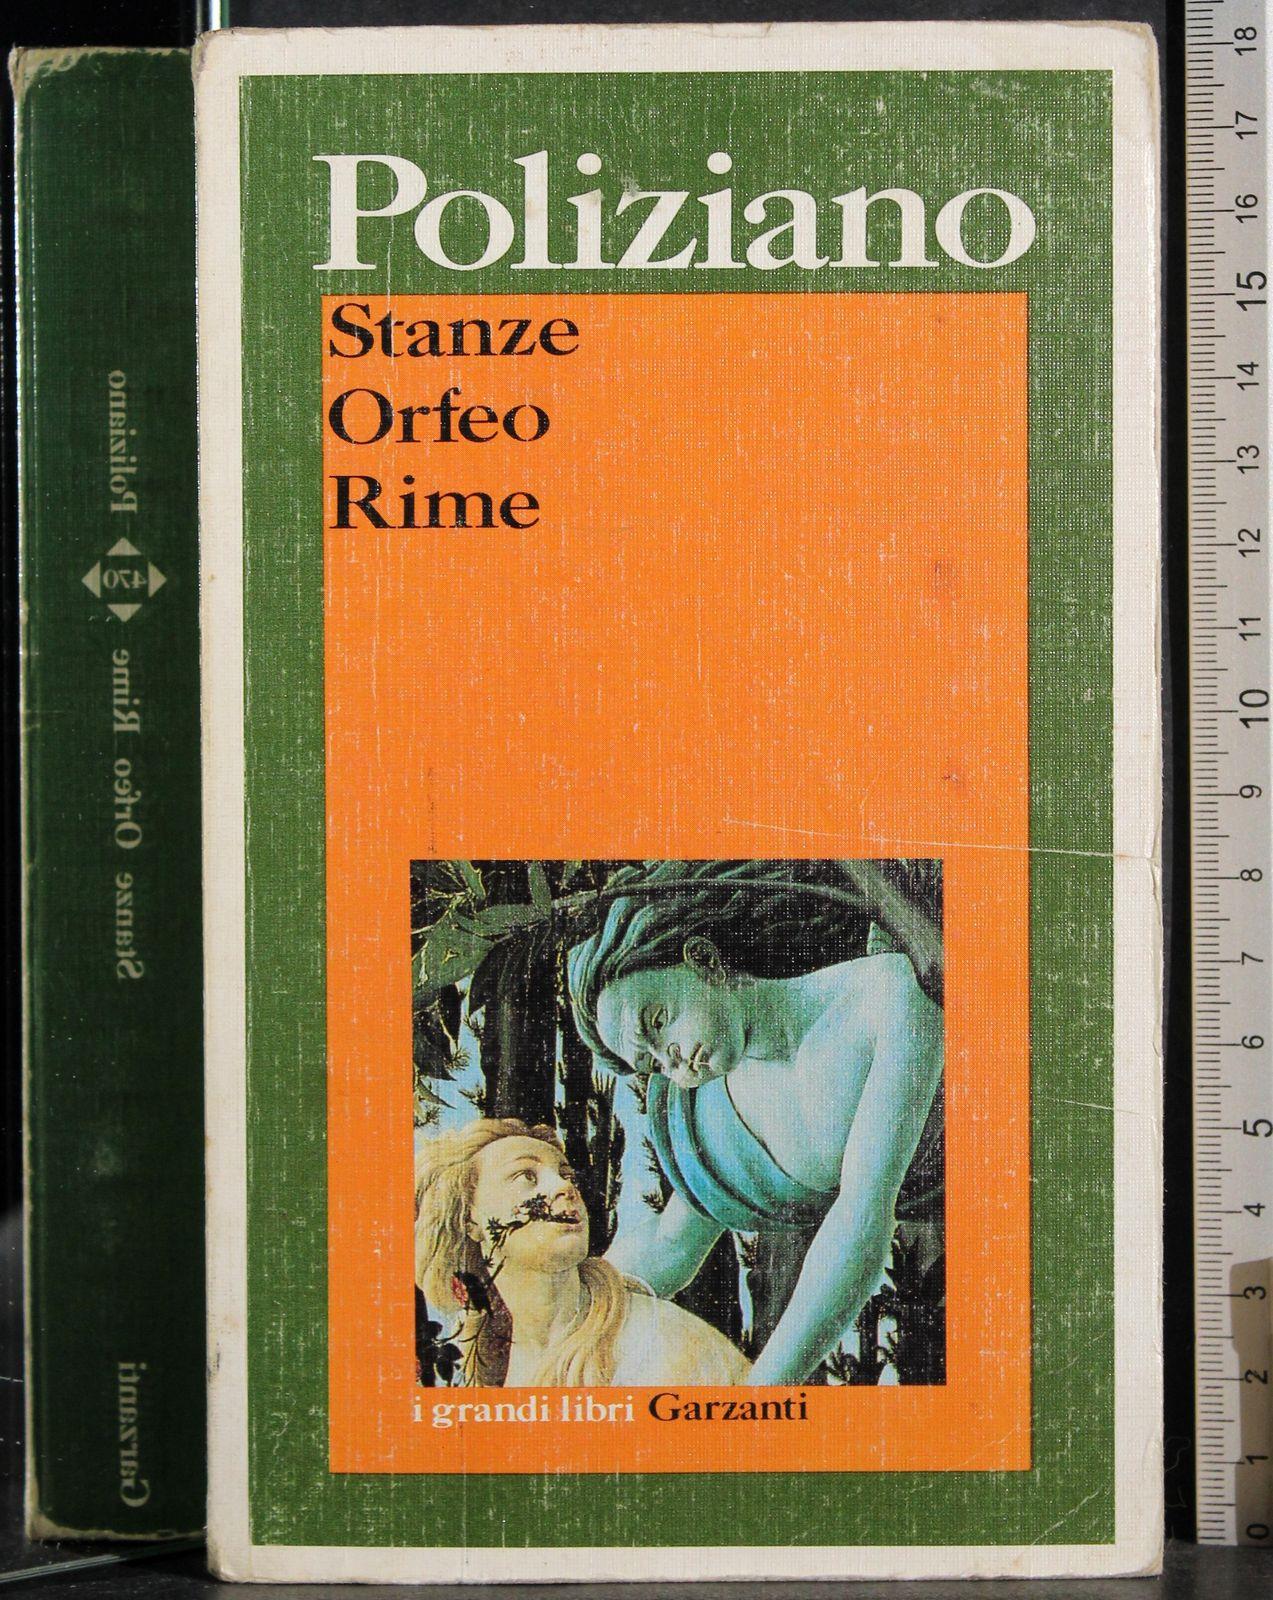 Poliziano
Stanze
Orfeo
Rime
i grandi libri Garzanti
Poliziano
470
Stanze Orfeo Rime
Garzanti
18
17
16
15
14
13
12
11
10
9
8
7
6
5
4
3
2
1
0